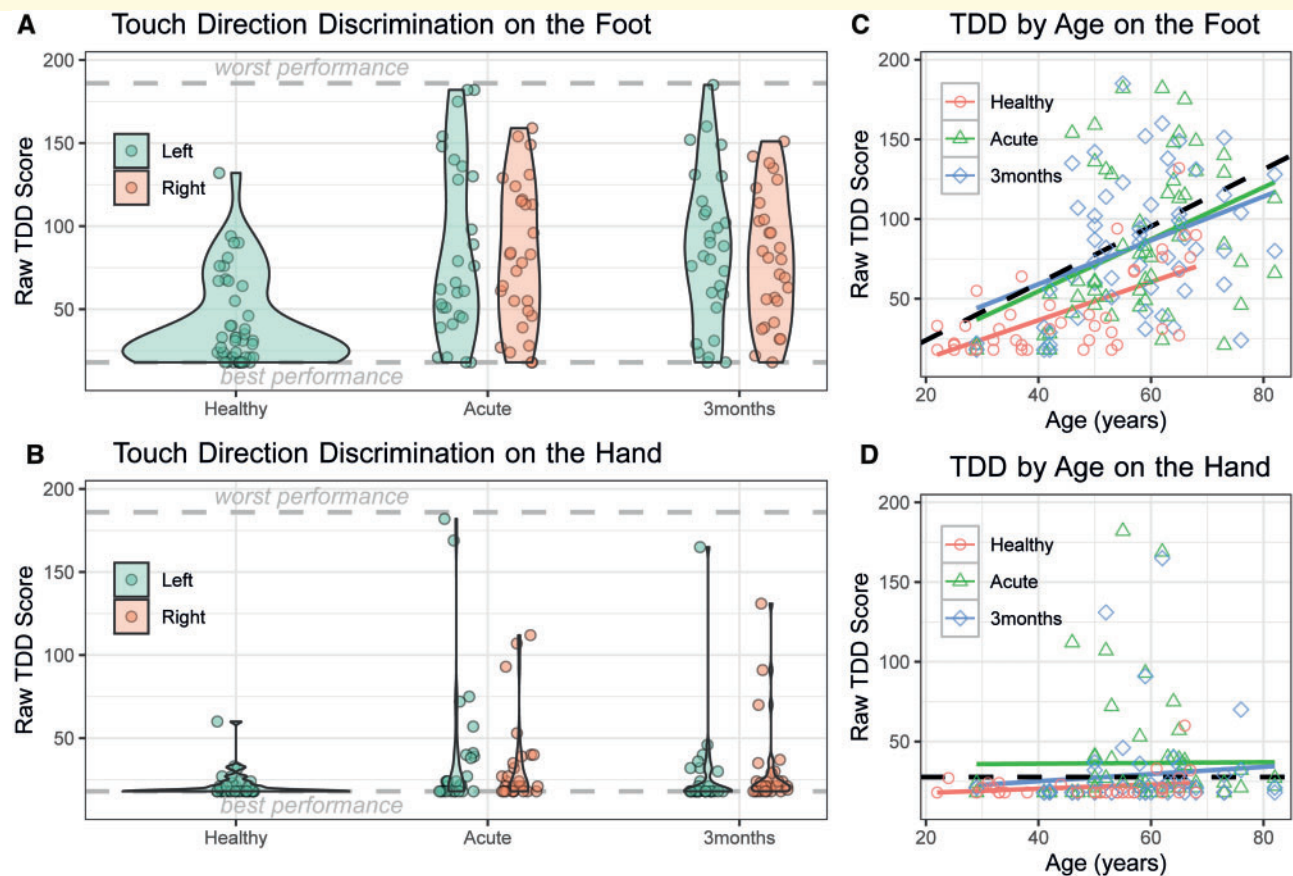 A Touch Direction Discrimination on the Foot
200
150
100
50
Raw TDD Score
worst performance
Left
Right
best performance
Healthy Acute 3months
C TDD by Age on the Foot
200
150
100
50
Raw TDD Score
Healthy
Acute
3months
20 40 60 80
Age (years)
B Touch Direction Discrimination on the Hand
200
150
100
50
Raw TDD Score
worst performance
Left
Right
best performance
Healthy Acute 3months
D TDD by Age on the Hand
200
150
100
50
Raw TDD Score
Healthy
Acute
3months
20 40 60 80
Age (years)